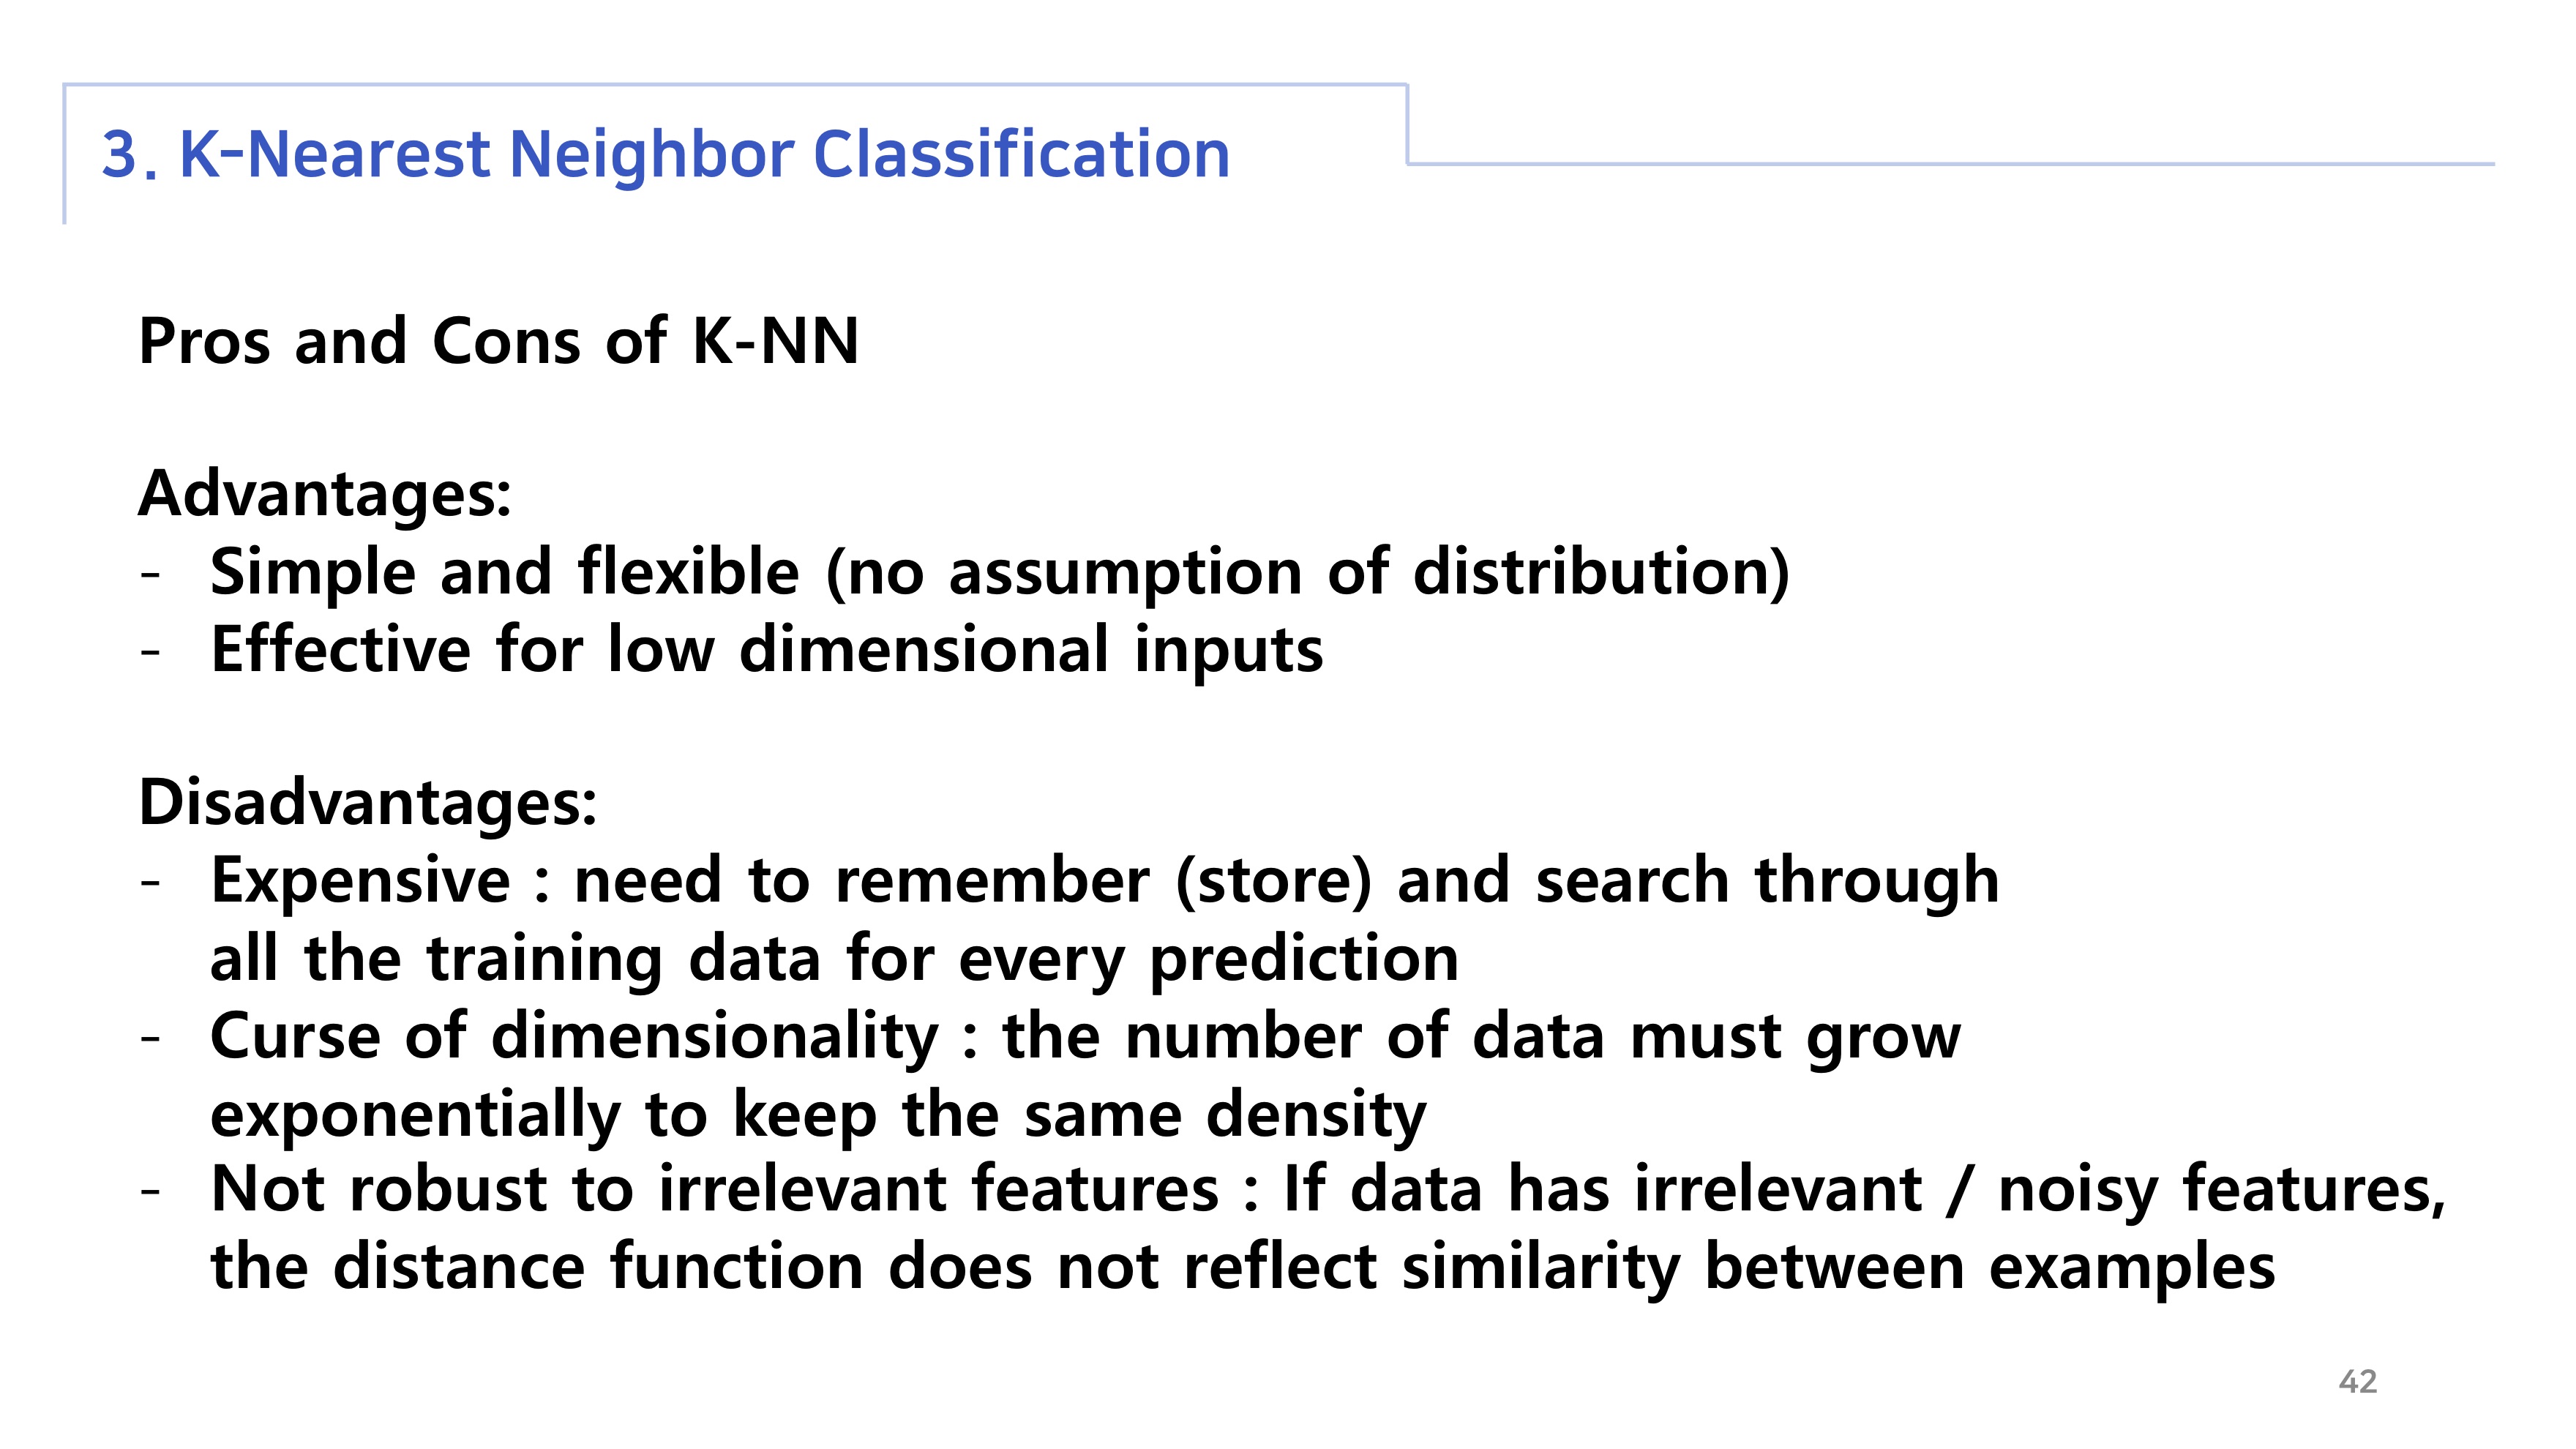 3. K-Nearest Neighbor Classification
Pros and Cons of K-NN
Advantages:
- Simple and flexible (no assumption of distribution)
- Effective for low dimensional inputs
Disadvantages:
- Expensive : need to remember (store) and search through
all the training data for every prediction
- Curse of dimensionality : the number of data must grow
exponentially to keep the same density
- Not robust to irrelevant features : If data has irrelevant / noisy features,
the distance function does not reflect similarity between examples
42